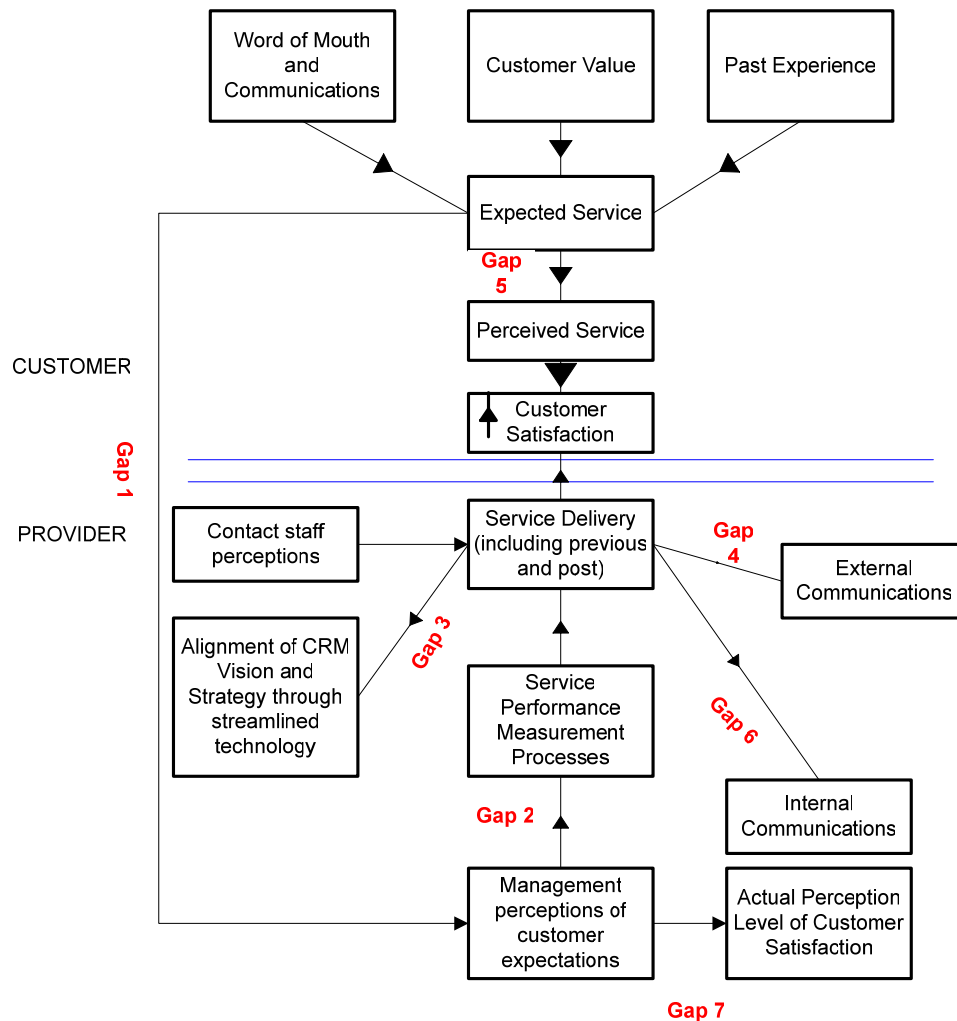 Word of Mouth
and
Communications
Customer Value
Past Experience
Expected Service
Gap
5
Perceived Service
CUSTOMER
Customer
Satisfaction
Gap 1
PROVIDER
Contact staff
perceptions
Service Delivery
(including previous
and post)
Gap
4
External
Communications
Gap 3
Alignment of CRM
Vision and
Strategy through
streamlined
technology
Service
Performance
Measurement
Processes
Gap 6
Gap 2
Internal
Communications
Management
perceptions of
customer
expectations
Actual Perception
Level of Customer
Satisfaction
Gap 7